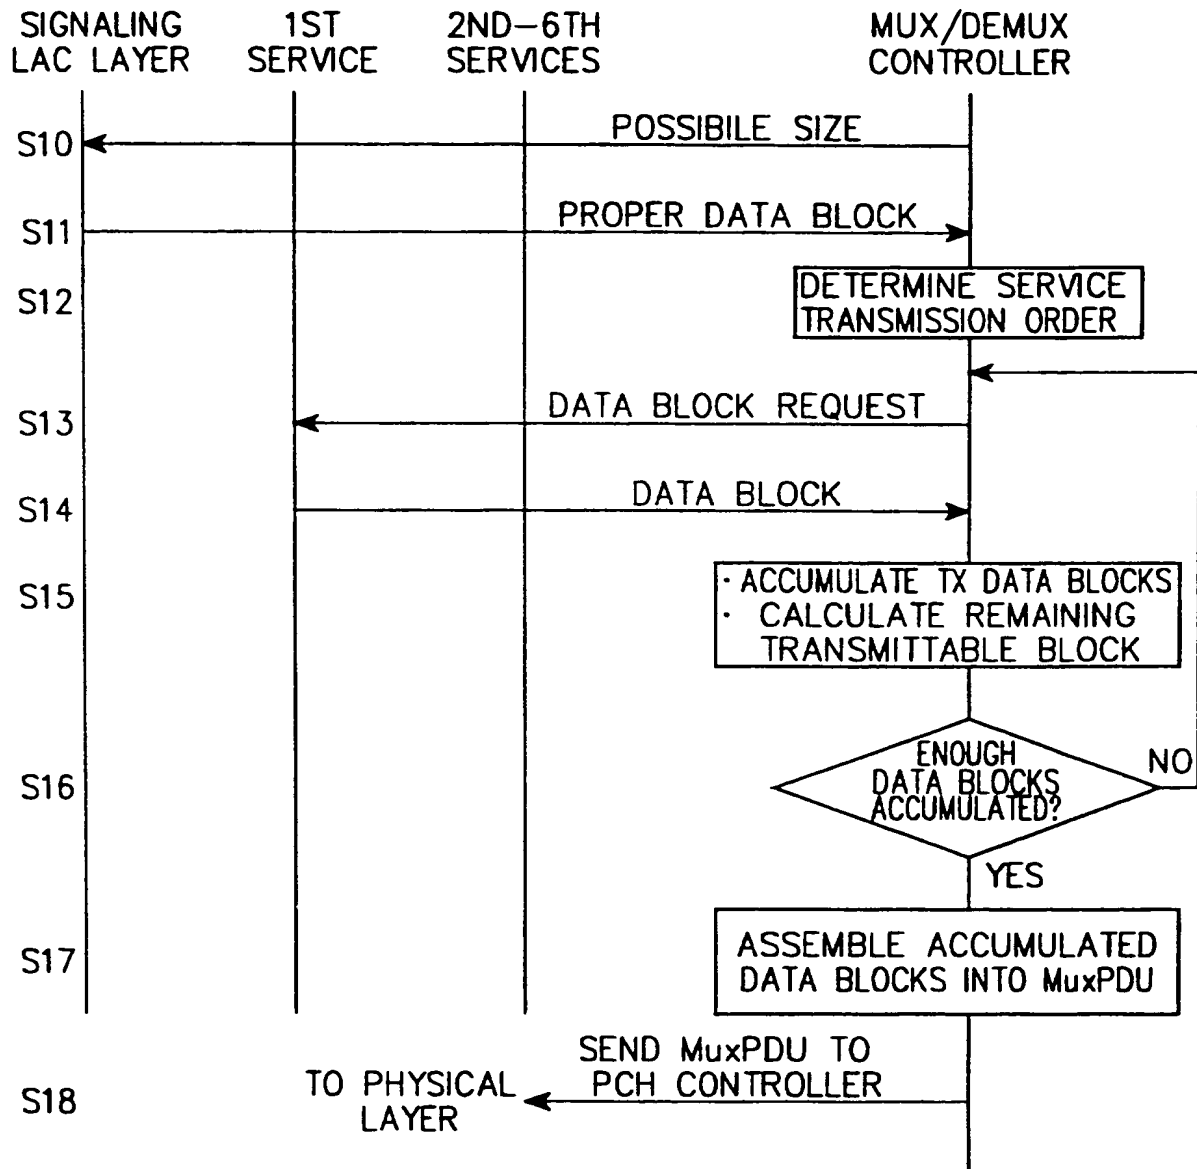 SIGNALING
LAC LAYER
1ST
SERVICE
2ND-6TH
SERVICES
MUX/DEMUX
CONTROLLER
S10
POSSIBILE SIZE
S11
PROPER DATA BLOCK
S12
DETERMINE SERVICE
TRANSMISSION ORDER
S13
DATA BLOCK REQUEST
S14
DATA BLOCK
S15
· ACCUMULATE TX DATA BLOCKS
· CALCULATE REMAINING
TRANSMITTABLE BLOCK
S16
ENOUGH
DATA BLOCKS
ACCUMULATED?
NO
YES
S17
ASSEMBLE ACCUMULATED
DATA BLOCKS INTO MuxPDU
S18
TO PHYSICAL
LAYER
SEND MuxPDU TO
PCH CONTROLLER